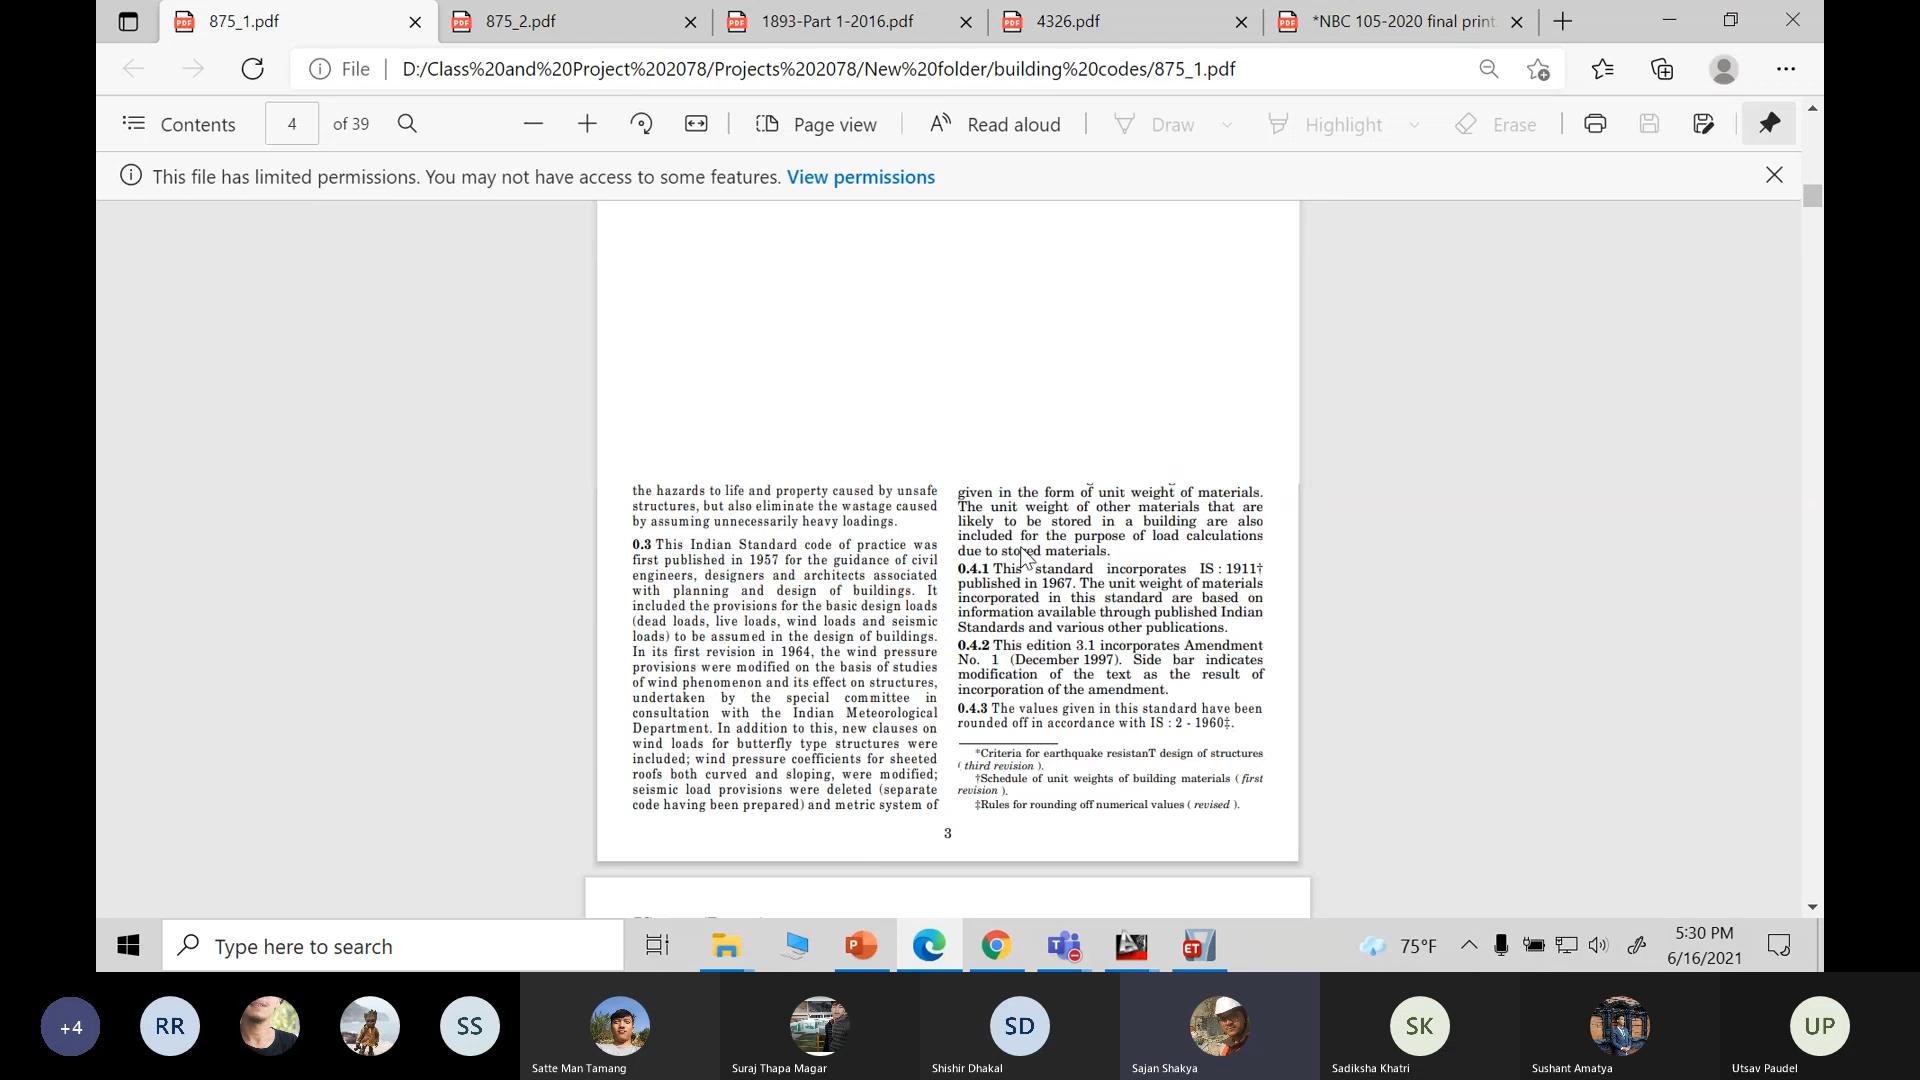 875_1.pdf
875_2.pdf
1893-Part 1-2016.pdf
4326.pdf
*NBC 105-2020 final print
File
D:/Class%20and%20Project%202078/Projects%202078/New%20folder/building%20codes/875_1.pdf
Contents
4
of 39
Page view
Read aloud
Draw
Highlight
Erase
This file has limited permissions. You may not have access to some features. View permissions
the hazards to life and property caused by unsafe
structures, but also eliminate the wastage caused
by assuming unnecessarily heavy loadings.
0.3 This Indian Standard code of practice was
first published in 1957 for the guidance of civil
engineers, designers and architects associated
with planning and design of buildings. It
included the provisions for the basic design loads
(dead loads, live loads, wind loads and seismic
loads) to be assumed in the design of buildings.
In its first revision in 1964, the wind pressure
provisions were modified on the basis of studies
of wind phenomenon and its effect on structures,
undertaken by the special committee in
consultation with the Indian Meteorological
Department. In addition to this, new clauses on
wind loads for butterfly type structures were
included; wind pressure coefficients for sheeted
roofs both curved and sloping, were modified;
seismic load provisions were deleted (separate
code having been prepared) and metric system of
given in the form of unit weight of materials.
The unit weight of other materials that are
likely to be stored in a building are also
included for the purpose of load calculations
due to stored materials.
0.4.1 This standard incorporates IS : 1911†
published in 1967. The unit weight of materials
incorporated in this standard are based on
information available through published Indian
Standards and various other publications.
0.4.2 This edition 3.1 incorporates Amendment
No. 1 (December 1997). Side bar indicates
modification of the text as the result of
incorporation of the amendment.
0.4.3 The values given in this standard have been
rounded off in accordance with IS : 2 - 1960‡.
*Criteria for earthquake resistanT design of structures
( third revision ).
†Schedule of unit weights of building materials ( first
revision ).
‡Rules for rounding off numerical values ( revised ).
3
Type here to search
P
T
ET
75°F
5:30 PM
6/16/2021
+4
RR
SS
SD
SK
UP
Satte Man Tamang
Suraj Thapa Magar
Shishir Dhakal
Sajan Shakya
Sadiksha Khatri
Sushant Amatya
Utsav Paudel